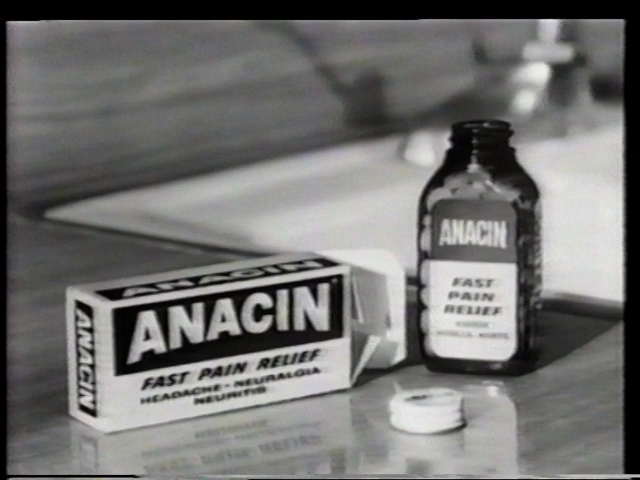 ANACIN
ANACIN
ANACIN
FAST PAIN RELIEF
HEADACHE - NEURALGIA
NEURITIS
ANACIN
FAST
PAIN
RELIEF